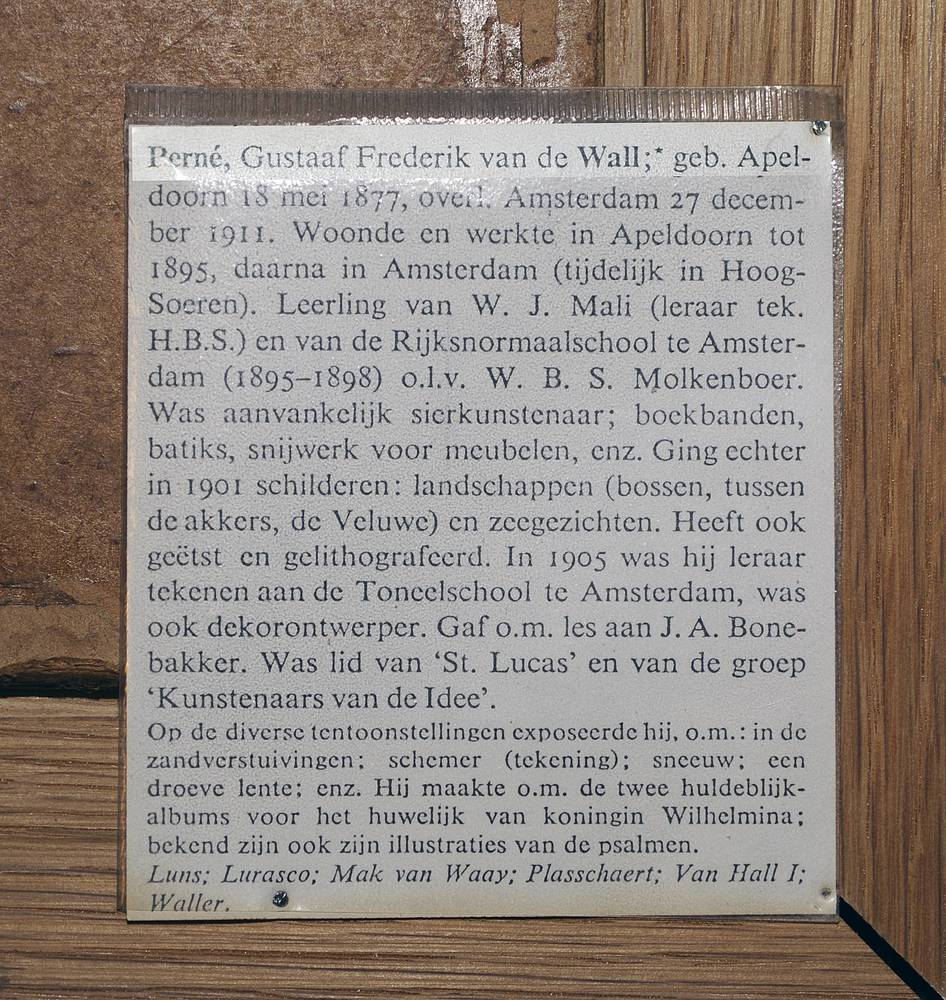 Perné, Gustaaf Frederik van de Wall;* geb. Apel-
doorn 18 mei 1877, overl. Amsterdam 27 decem-
ber 1911. Woonde en werkte in Apeldoorn tot
1895, daarna in Amsterdam (tijdelijk in Hoog-
Soeren). Leerling van W. J. Mali (leraar tek.
H.B.S.) en van de Rijksnormaalschool te Amster-
dam (1895–1898) o.l.v. W. B. S. Molkenboer.
Was aanvankelijk sierkunstenaar; boekbanden,
batiks, snijwerk voor meubelen, enz. Ging echter
in 1901 schilderen: landschappen (bossen, tussen
de akkers, de Veluwe) en zeegezichten. Heeft ook
geëtst en gelithografeerd. In 1905 was hij leraar
tekenen aan de Toneelschool te Amsterdam, was
ook dekorontwerper. Gaf o.m. les aan J. A. Bone-
bakker. Was lid van ‘St. Lucas’ en van de groep
‘Kunstenaars van de Idee’.
Op de diverse tentoonstellingen exposeerde hij, o.m.: in de
zandverstuivingen; schemer (tekening); sneeuw; een
droeve lente; enz. Hij maakte o.m. de twee huldeblijk-
albums voor het huwelijk van koningin Wilhelmina;
bekend zijn ook zijn illustraties van de psalmen.
Luns; Lurasco; Mak van Waay; Plasschaert; Van Hall I;
Waller.